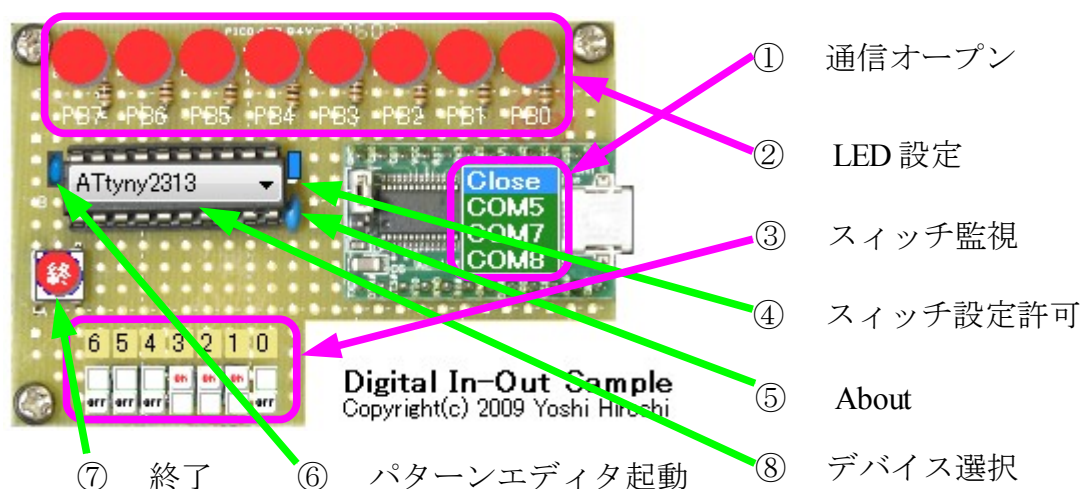 ① 通信オープン
PB7 PB6 PB5 PB4 PB3 PB2 PB1 PB0
② LED 設定
ATtyny2313
Close
COM5
COM7
COM8
③ スィッチ監視
終
④ スィッチ設定許可
6 5 4 3 2 1 0
ON ON ON
OFF OFF OFF OFF
Digital In-Out Sample
Copyright(c) 2009 Yoshi Hiroshi
⑤ About
⑦ 終了 ⑥ パターンエディタ起動 ⑧ デバイス選択